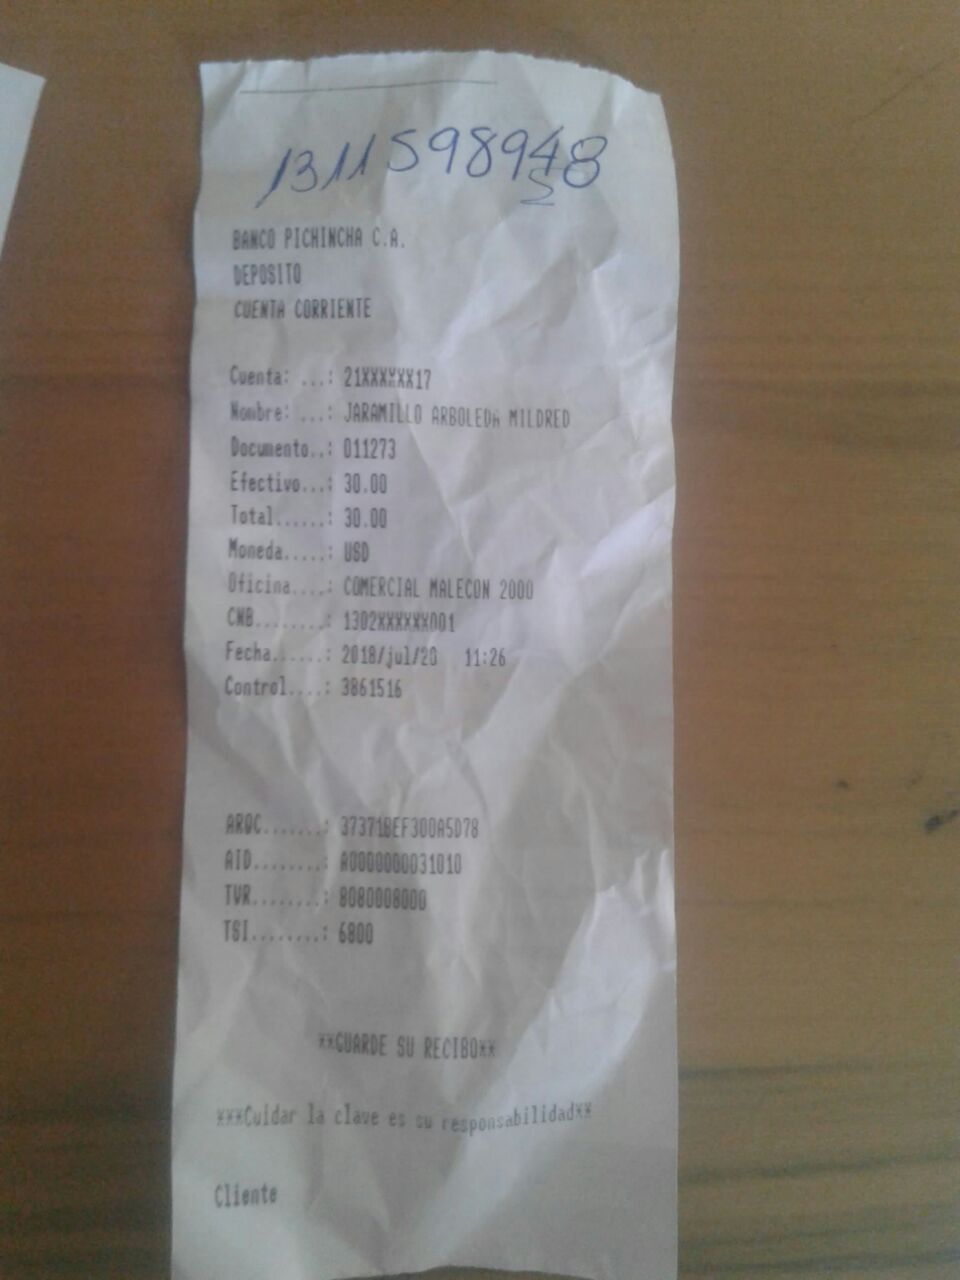 1311598948
BANCO PICHINCHA C.A.
DEPOSITO
CUENTA CORRIENTE
Cuenta: ...: 21XXXXXX17
Nombre: ...: JARAMILLO ARBOLEDA MILDRED
Documento..: 011273
Efectivo...: 30.00
Total......: 30.00
Moneda.....: USD
Oficina....: COMERCIAL MALECON 2000
CNB........: 1302XXXXXX001
Fecha......: 2018/jul/20 11:26
Control....: 3861516
ARQC.......: 37371BEF300A5D78
AID........: A0000000031010
TVR........: 8080008000
TSI........: 6800
**GUARDE SU RECIBO**
***Cuidar la clave es su responsabilidad**
Cliente